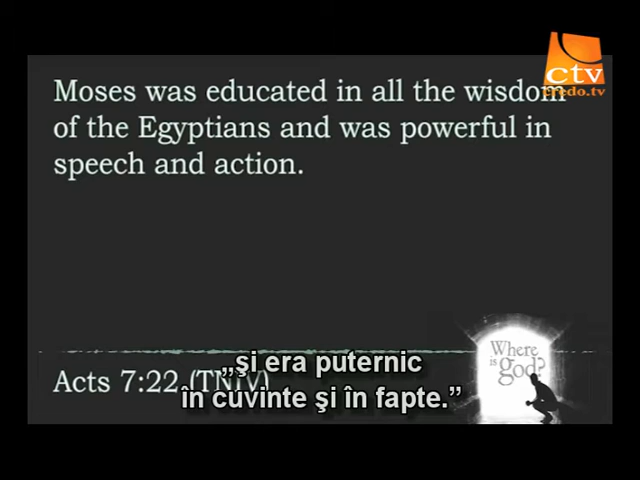 ctv
credo.tv
Moses was educated in all the wisdom
of the Egyptians and was powerful in
speech and action.
Where
is god?
Acts 7:22 (TNIV)
„şi era puternic
în cuvinte şi în fapte.”